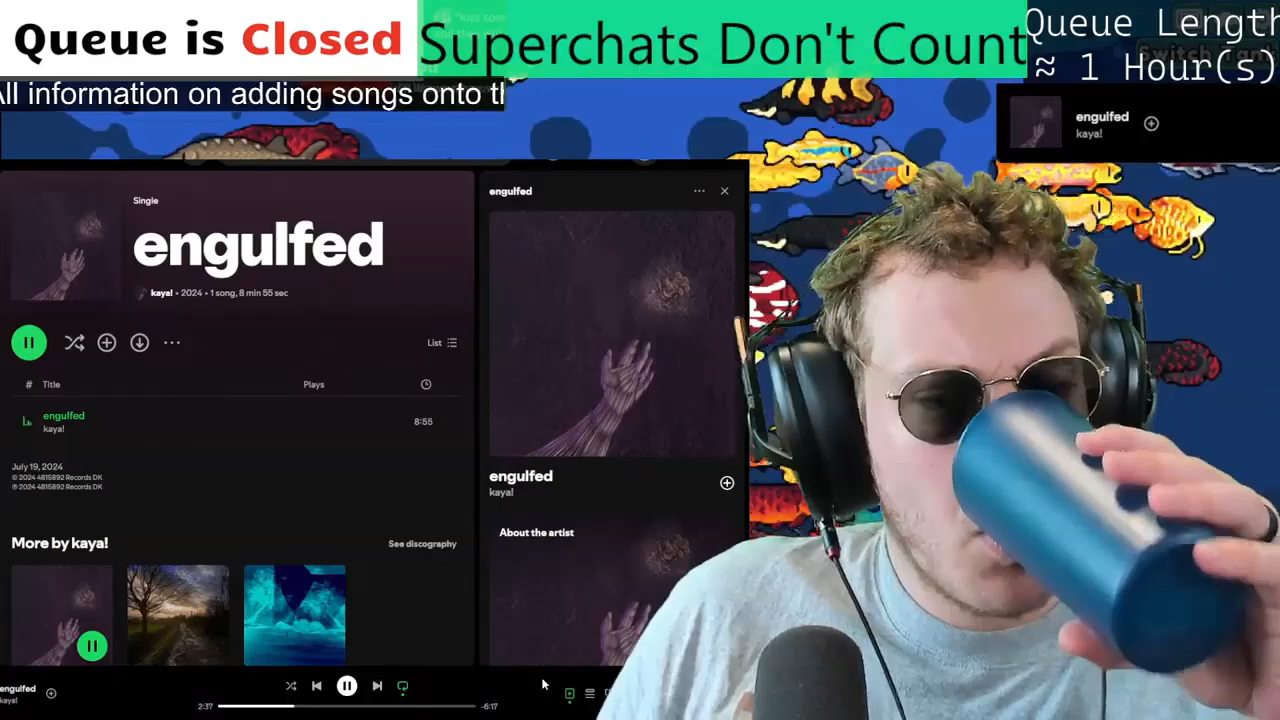 Queue is Closed
Superchats Don't Count
Queue Length
≈ 1 Hour(s)
All information on adding songs onto th
engulfed
kaya!
Single
engulfed
kaya! • 2024 • 1 song, 8 min 55 sec
List
# Title Plays
engulfed
kaya!
8:55
July 19, 2024
© 2024 4815892 Records DK
℗ 2024 4815892 Records DK
More by kaya!
See discography
engulfed
engulfed
kaya!
About the artist
engulfed
kaya!
2:37
-6:17